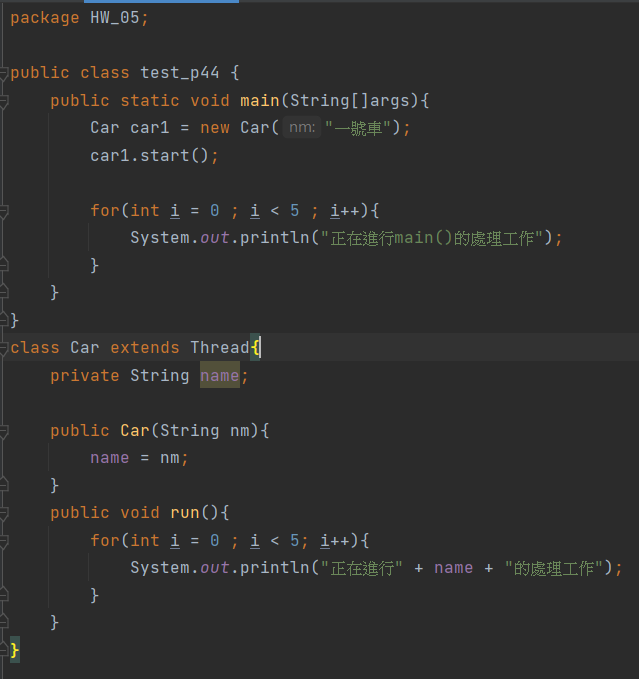 package HW_05;
public class test_p44 {
public static void main(String[]args){
Car car1 = new Car( nm: "一號車");
car1.start();
for(int i = 0 ; i < 5 ; i++){
System.out.println("正在進行main()的處理工作");
}
}
}
class Car extends Thread{
private String name;
public Car(String nm){
name = nm;
}
public void run(){
for(int i = 0 ; i < 5; i++){
System.out.println("正在進行" + name + "的處理工作");
}
}
}